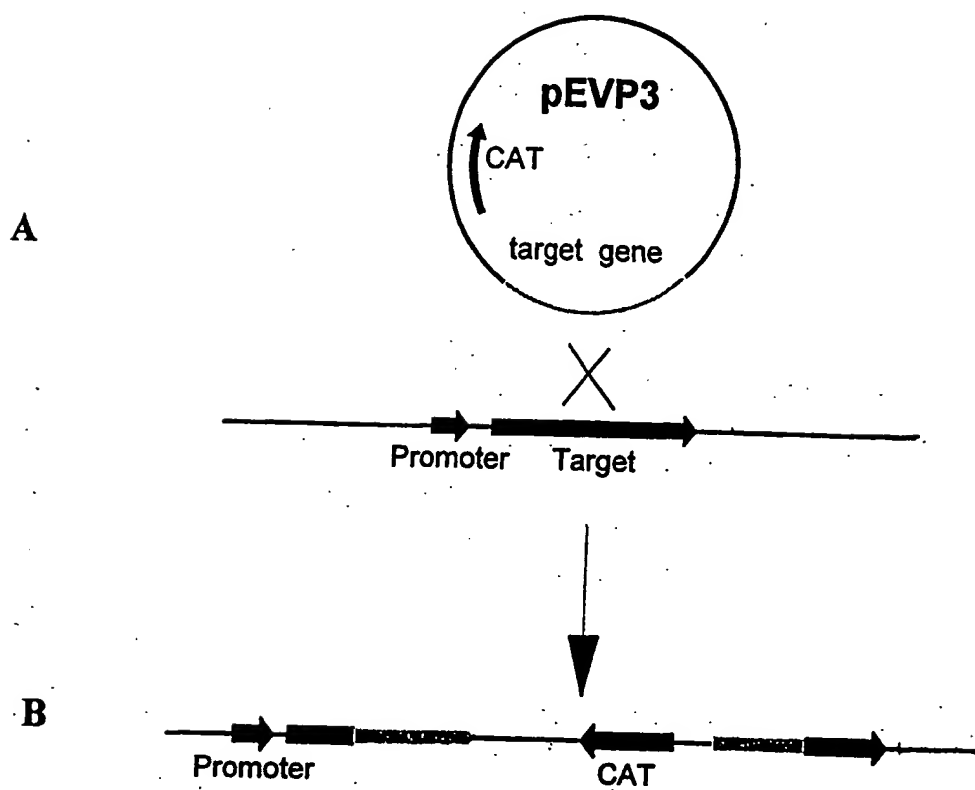 pEVP3
CAT
A
target gene
Promoter
Target
B
Promoter
CAT